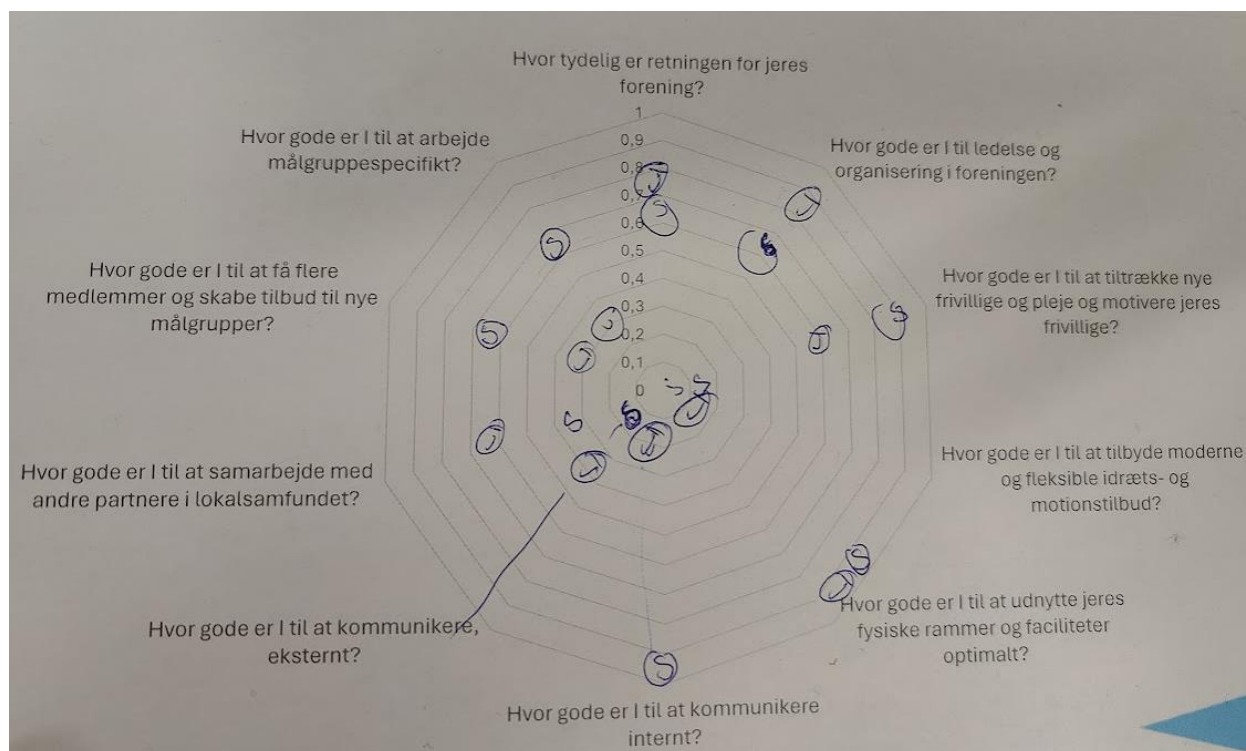 Hvor tydelig er retningen for jeres
forening?
Hvor gode er I til ledelse og
organisering i foreningen?
Hvor gode er I til at tiltrække nye
frivillige og pleje og motivere jeres
frivillige?
Hvor gode er I til at tilbyde moderne
og fleksible idræts- og
motionstilbud?
Hvor gode er I til at udnytte jeres
fysiske rammer og faciliteter
optimalt?
Hvor gode er I til at kommunikere
internt?
Hvor gode er I til at kommunikere,
eksternt?
Hvor gode er I til at samarbejde med
andre partnere i lokalsamfundet?
Hvor gode er I til at få flere
medlemmer og skabe tilbud til nye
målgrupper?
Hvor gode er I til at arbejde
målgruppespecifikt?
1
0,9
0,8
0,7
0,6
0,5
0,4
0,3
0,2
0,1
0
J
S
J
S
S
J
S
J
S
J
S
J
S
J
S
J
S
J